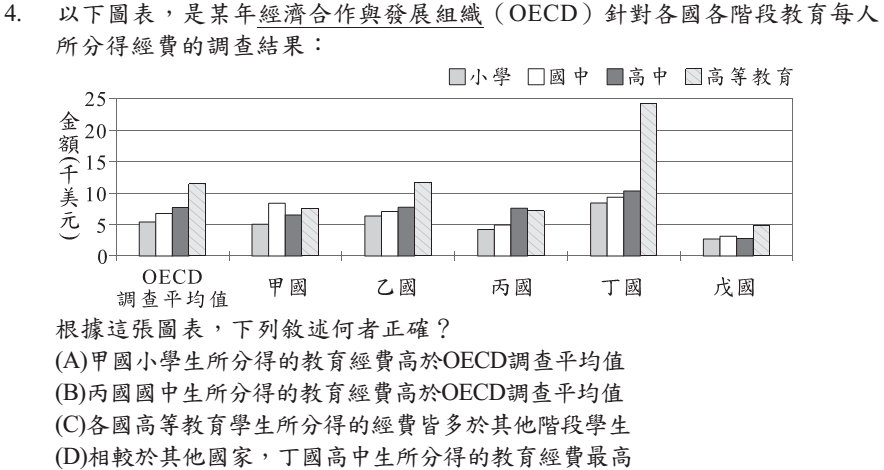 4. 以下圖表，是某年經濟合作與發展組織（OECD）針對各國各階段教育每人
所分得經費的調查結果：
小學 國中 高中 高等教育
金額(千美元)
25
20
15
10
5
0
OECD
調查平均值
甲國 乙國 丙國 丁國 戊國
根據這張圖表，下列敘述何者正確？
(A)甲國小學生所分得的教育經費高於OECD調查平均值
(B)丙國國中生所分得的教育經費高於OECD調查平均值
(C)各國高等教育學生所分得的經費皆多於其他階段學生
(D)相較於其他國家，丁國高中生所分得的教育經費最高